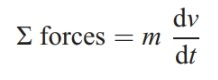 Σ forces = m dv/dt